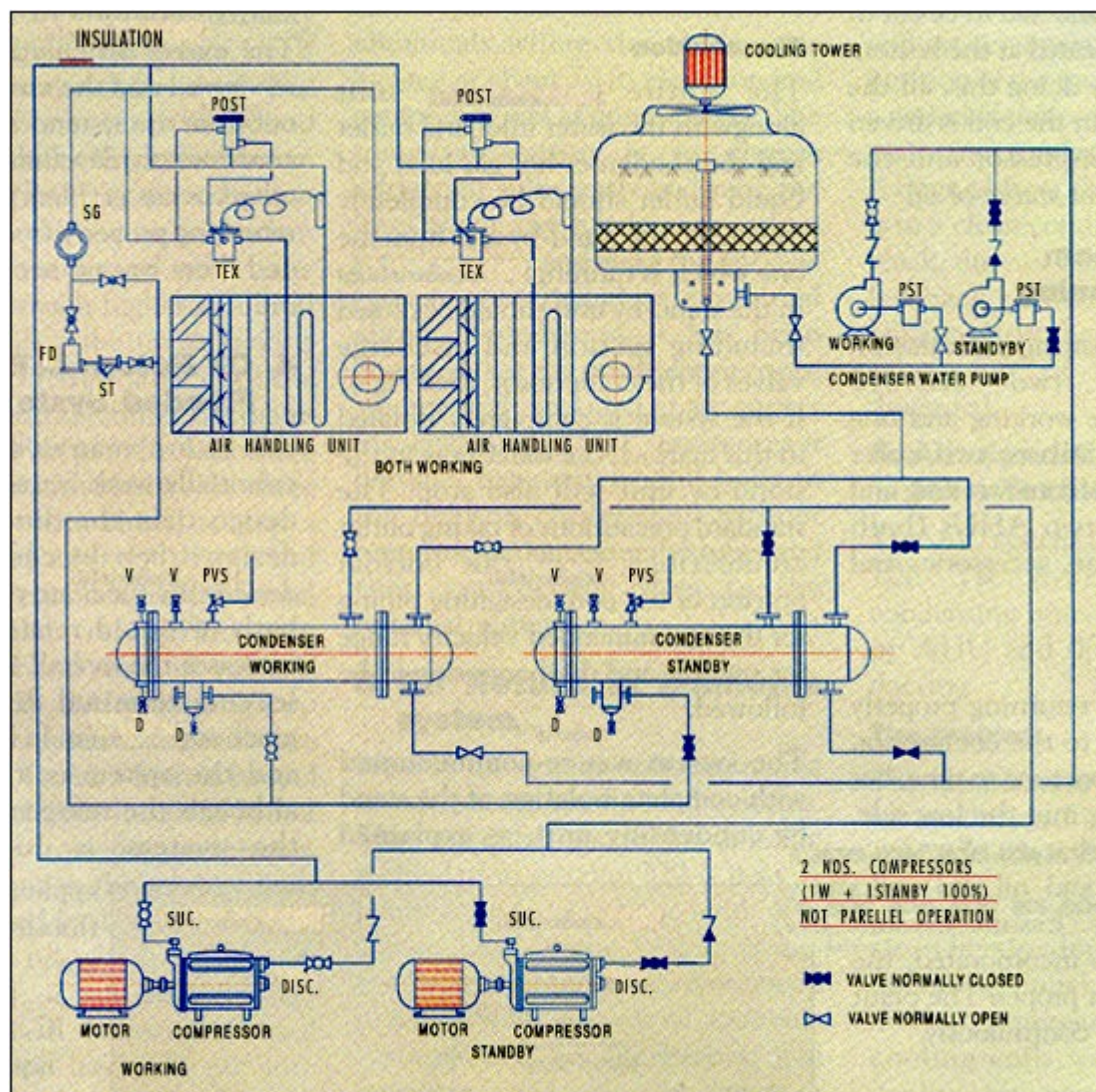 INSULATION
COOLING TOWER
POST
POST
SG
TEX
TEX
PST
PST
FD
ST
WORKING
STANDYBY
CONDENSER WATER PUMP
AIR HANDLING UNIT
AIR HANDLING UNIT
BOTH WORKING
V
V
PVS
V
V
PVS
CONDENSER
WORKING
CONDENSER
STANDBY
D
D
D
D
2 NOS. COMPRESSORS
(1W + 1STANBY 100%)
NOT PARELLEL OPERATION
SUC.
SUC.
DISC.
DISC.
VALVE NORMALLY CLOSED
VALVE NORMALLY OPEN
MOTOR
COMPRESSOR
MOTOR
COMPRESSOR
WORKING
STANDBY